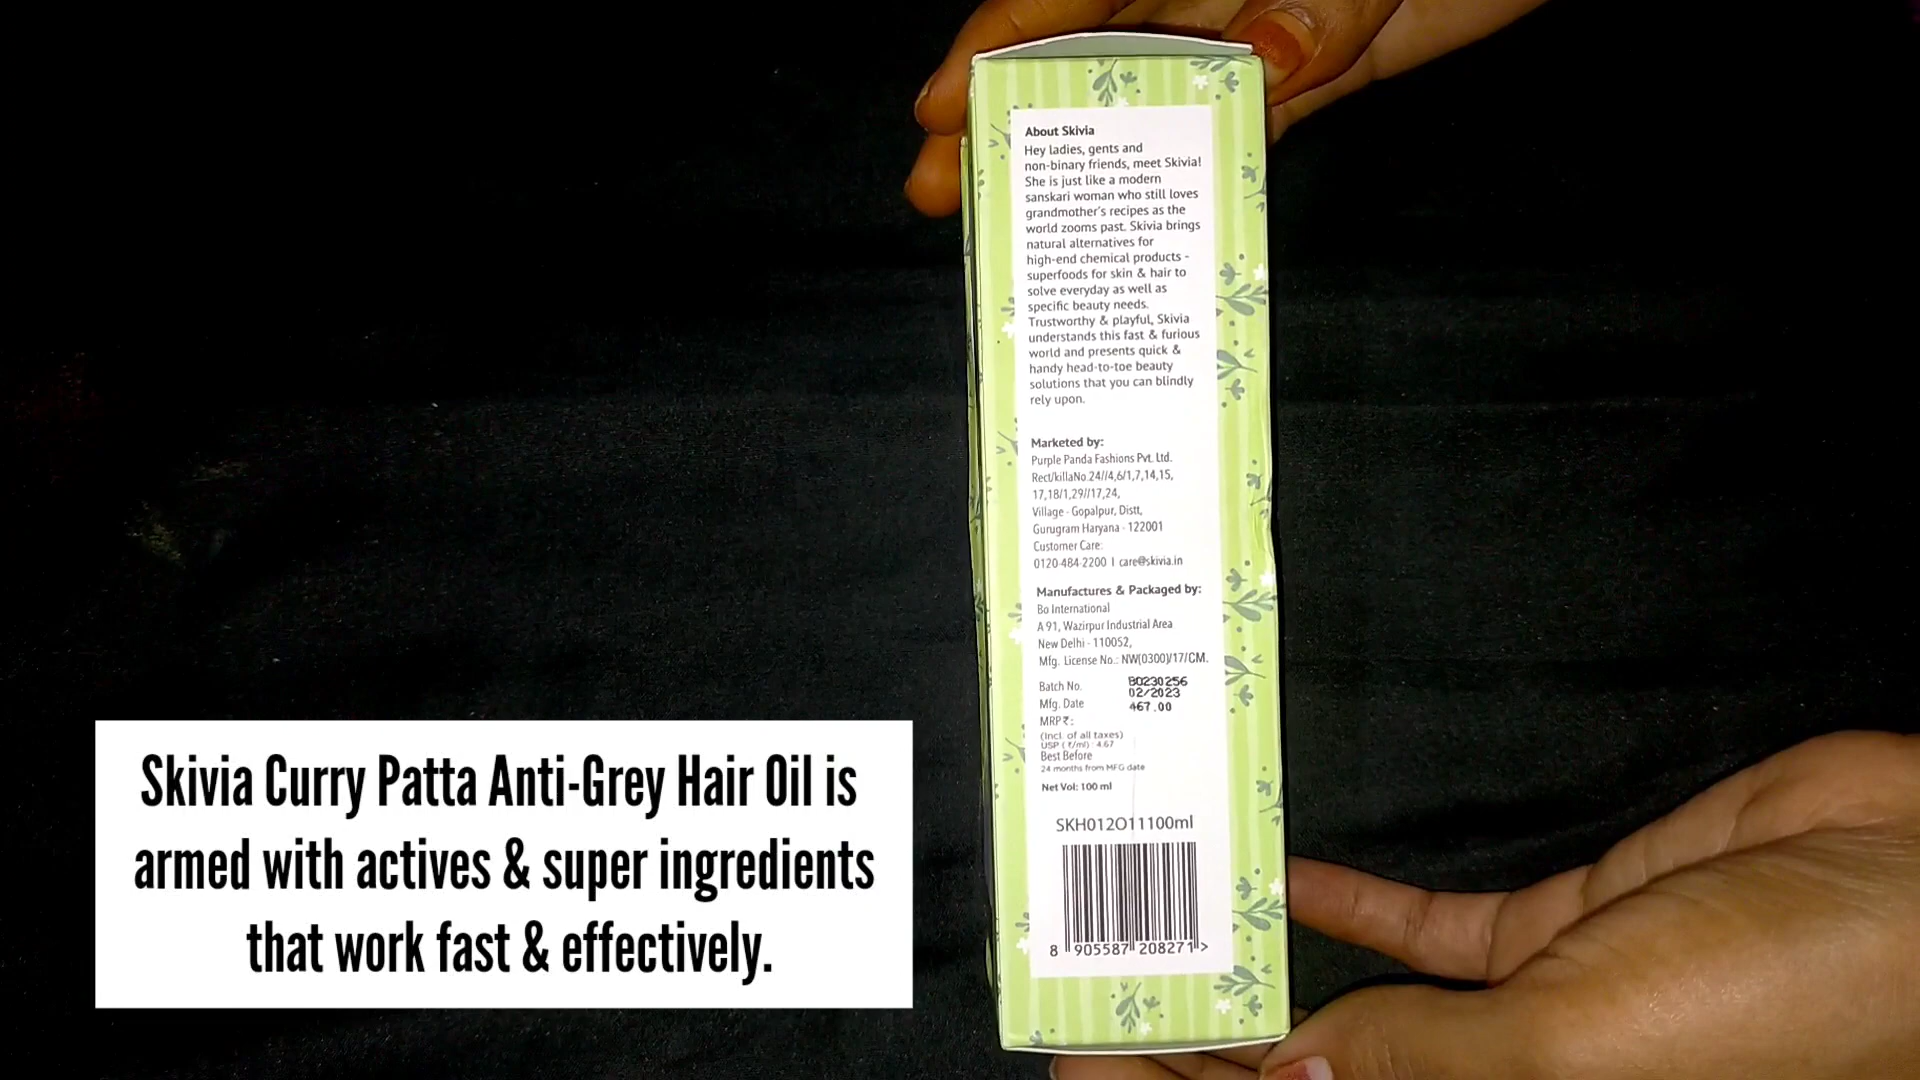 About Skivia
Hey ladies, gents and
non-binary friends, meet Skivia!
She is just like a modern
sanskari woman who still loves
grandmother's recipes as the
world zooms past. Skivia brings
natural alternatives for
high-end chemical products -
superfoods for skin & hair to
solve everyday as well as
specific beauty needs.
Trustworthy & playful, Skivia
understands this fast & furious
world and presents quick &
handy head-to-toe beauty
solutions that you can blindly
rely upon.
Marketed by:
Purple Panda Fashions Pvt. Ltd.
Rect/killaNo.24//4,6/1,7,14,15,
17,18/1,29//17,24,
Village - Gopalpur, Distt,
Gurugram Haryana - 122001
Customer Care:
0120-484-2200 I care@skivia.in
Manufactures & Packaged by:
Bo International
A 91, Wazirpur Industrial Area
New Delhi - 110052,
Mfg. License No.: NW(0300)/17/CM.
Batch No. BO230256
Mfg. Date 02/2023
MRP₹: 467.00
(Incl. of all taxes)
USP (₹/ml) : 4.67
Best Before
24 months from MFG date
Net Vol: 100 ml
SKH012O11100ml
8 905587 208271 >
Skivia Curry Patta Anti-Grey Hair Oil is
armed with actives & super ingredients
that work fast & effectively.